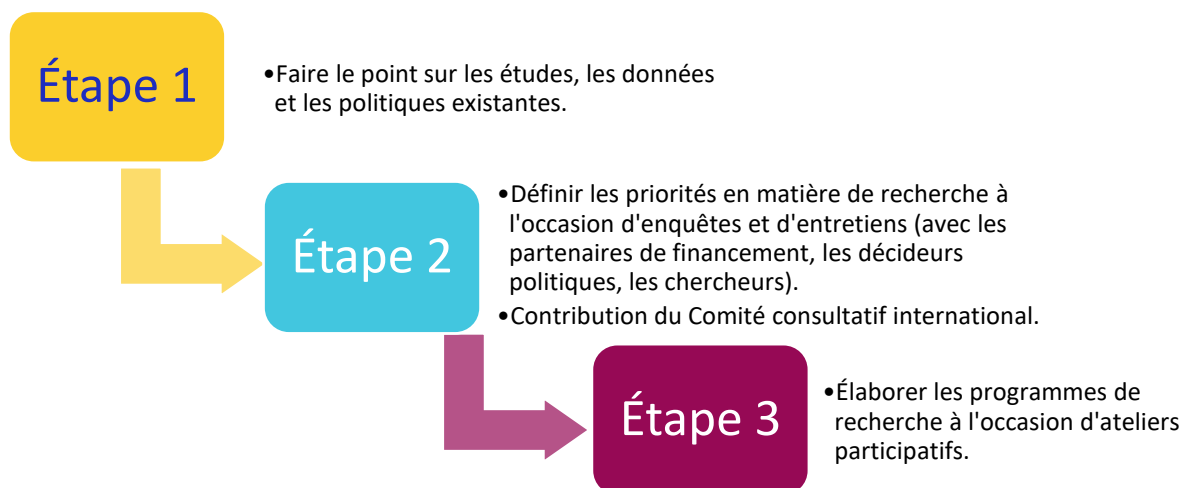 Étape 1
•Faire le point sur les études, les données
et les politiques existantes.
Étape 2
•Définir les priorités en matière de recherche à
l'occasion d'enquêtes et d'entretiens (avec les
partenaires de financement, les décideurs
politiques, les chercheurs).
•Contribution du Comité consultatif international.
Étape 3
•Élaborer les programmes de
recherche à l'occasion d'ateliers
participatifs.